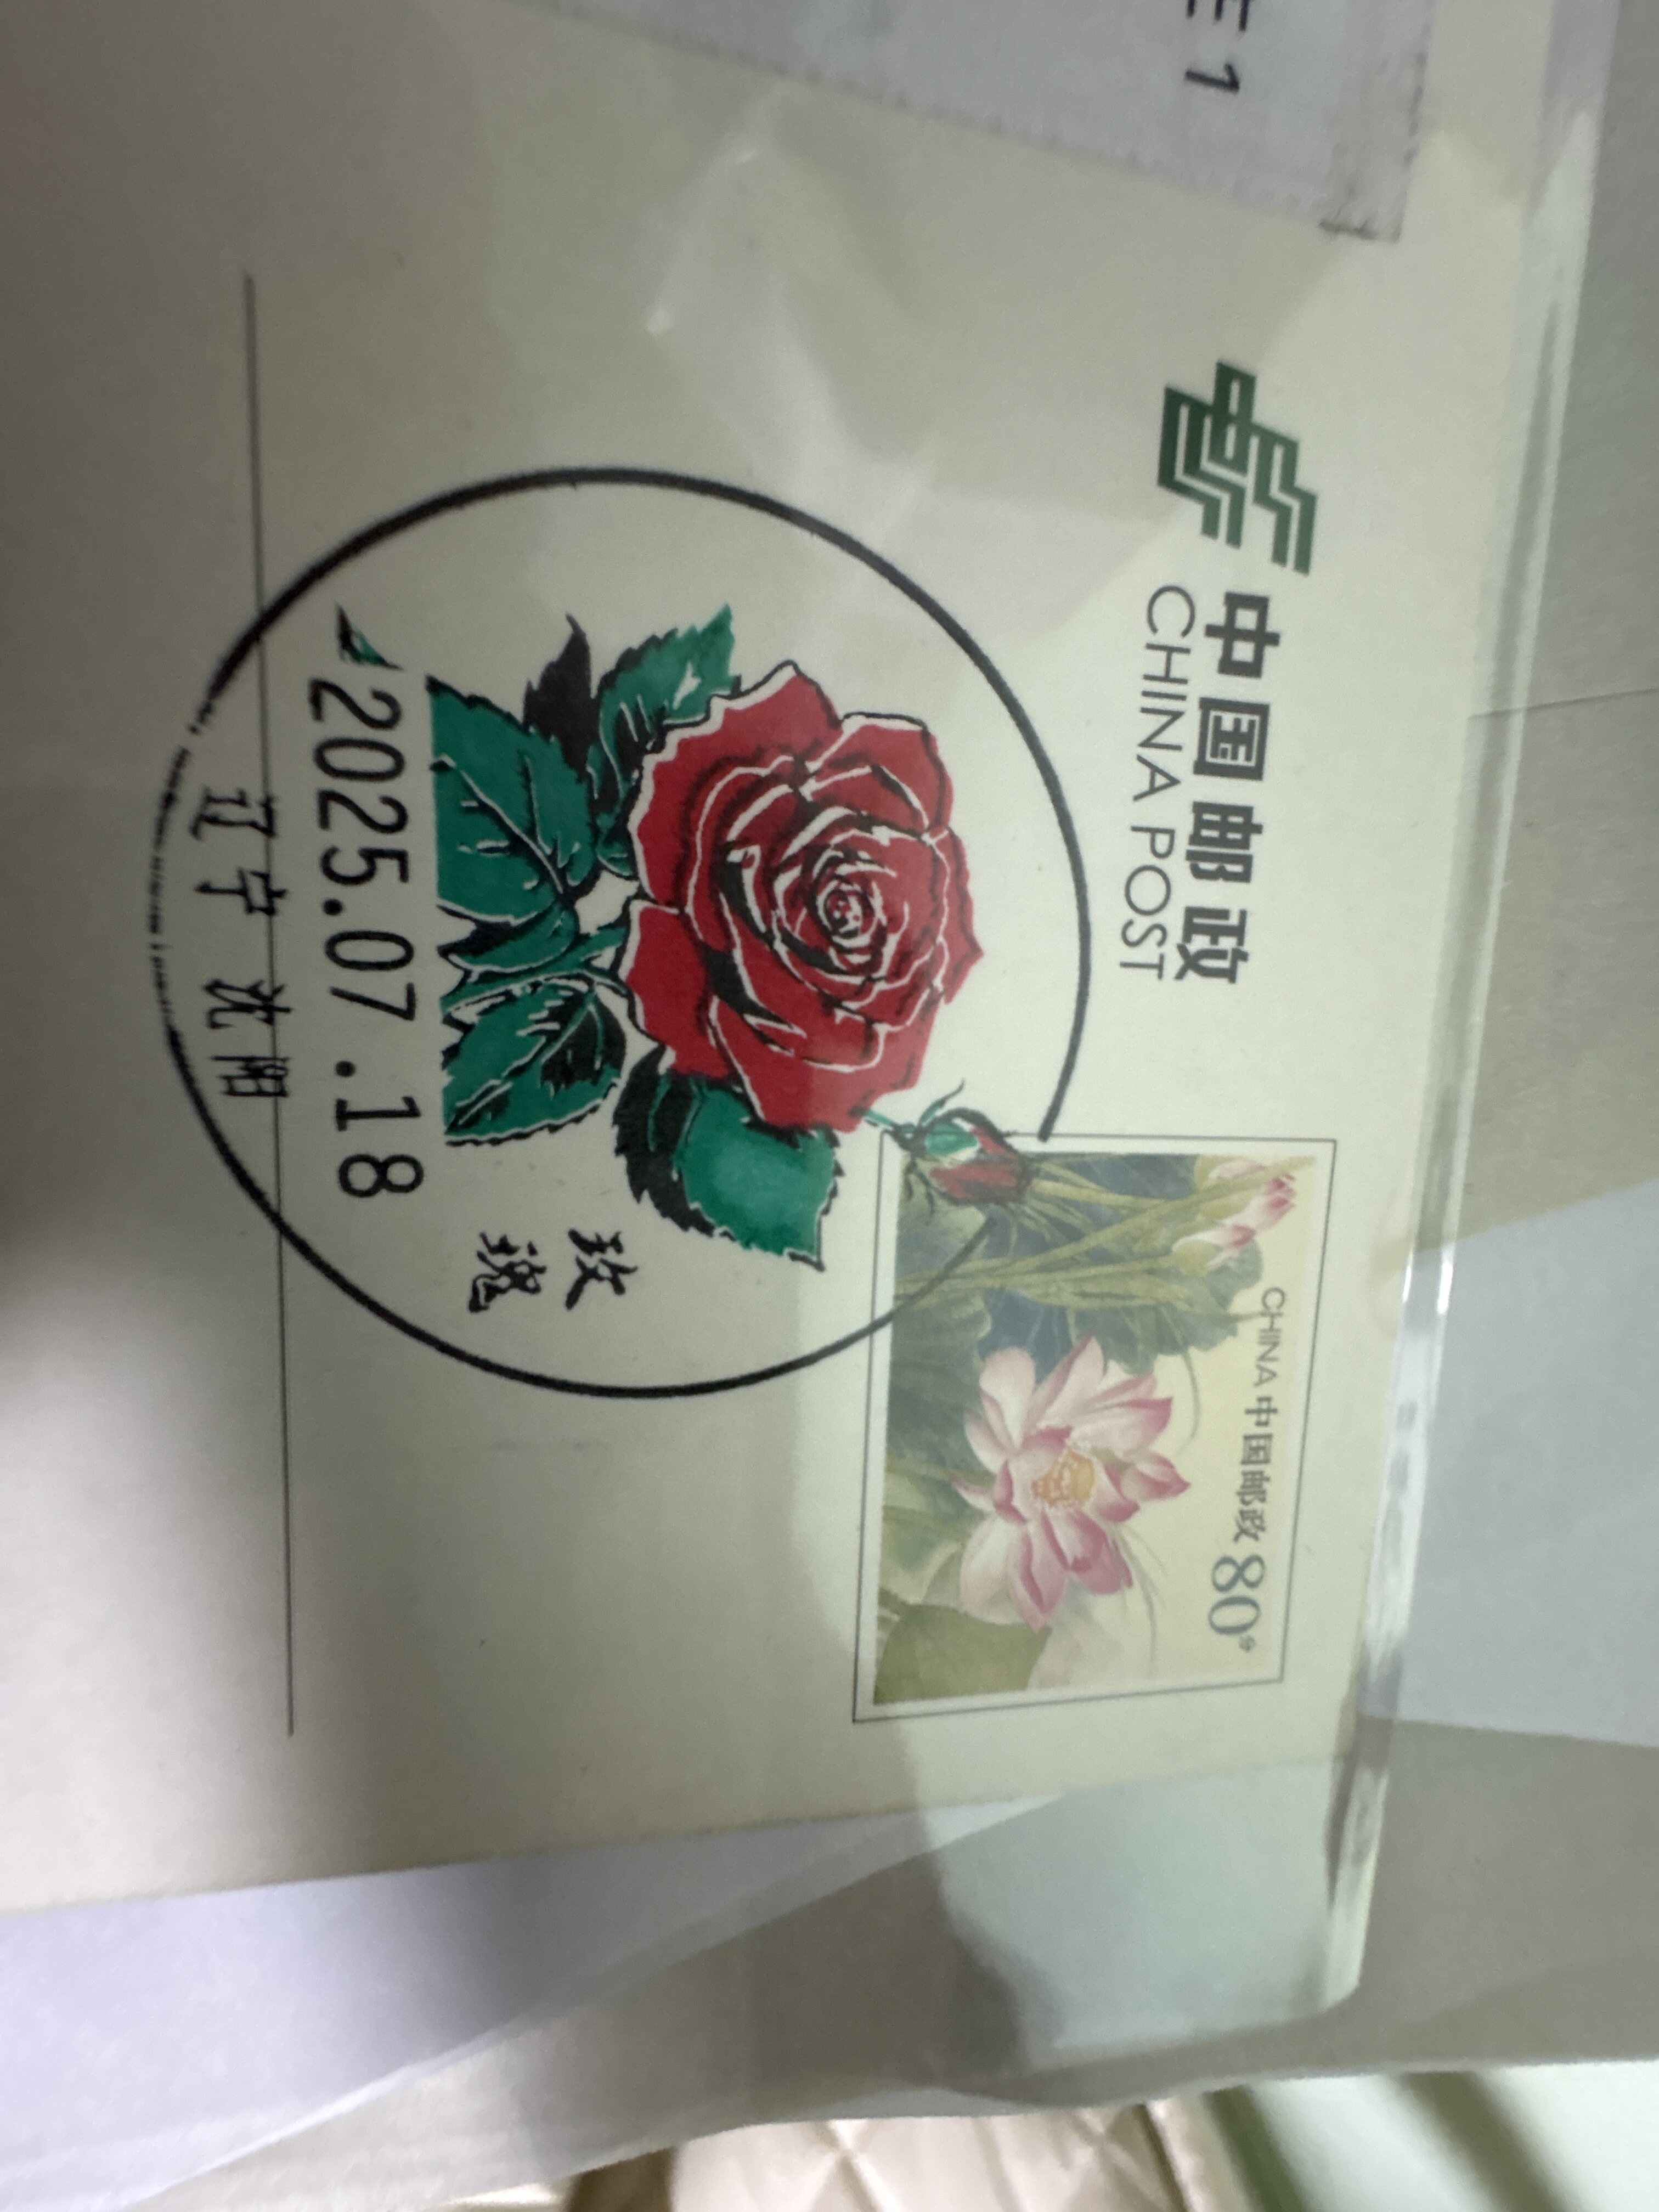 中国邮政
CHINA POST
CHINA 中国邮政 80分
玫瑰
2025.07.18
辽宁 沈阳